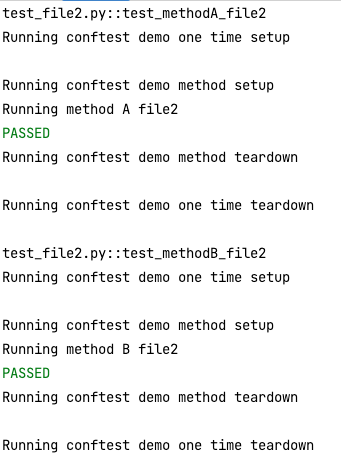 test_file2.py::test_methodA_file2
Running conftest demo one time setup
Running conftest demo method setup
Running method A file2
PASSED
Running conftest demo method teardown
Running conftest demo one time teardown
test_file2.py::test_methodB_file2
Running conftest demo one time setup
Running conftest demo method setup
Running method B file2
PASSED
Running conftest demo method teardown
Running conftest demo one time teardown